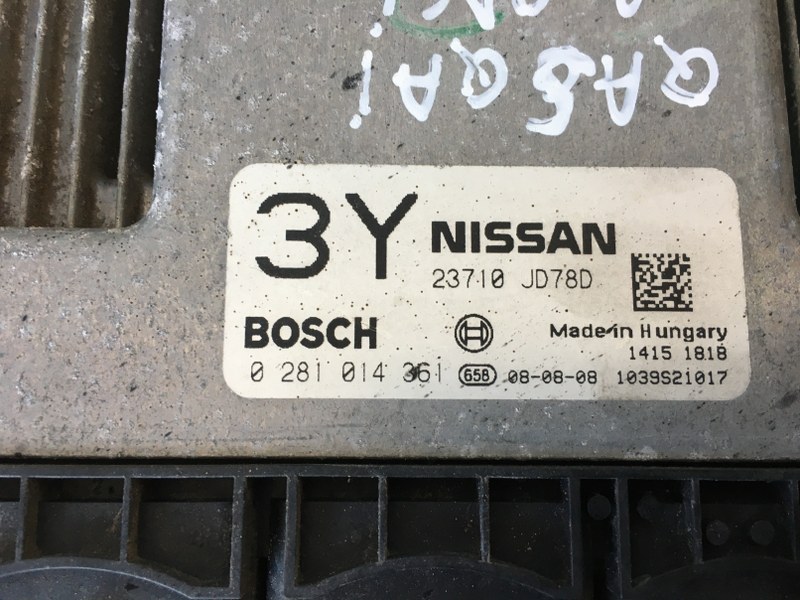 QASQAi
3Y NISSAN
23710 JD78D
BOSCH
Made in Hungary
1415 1818
0 281 014 361 658 08-08-08 1039S21017